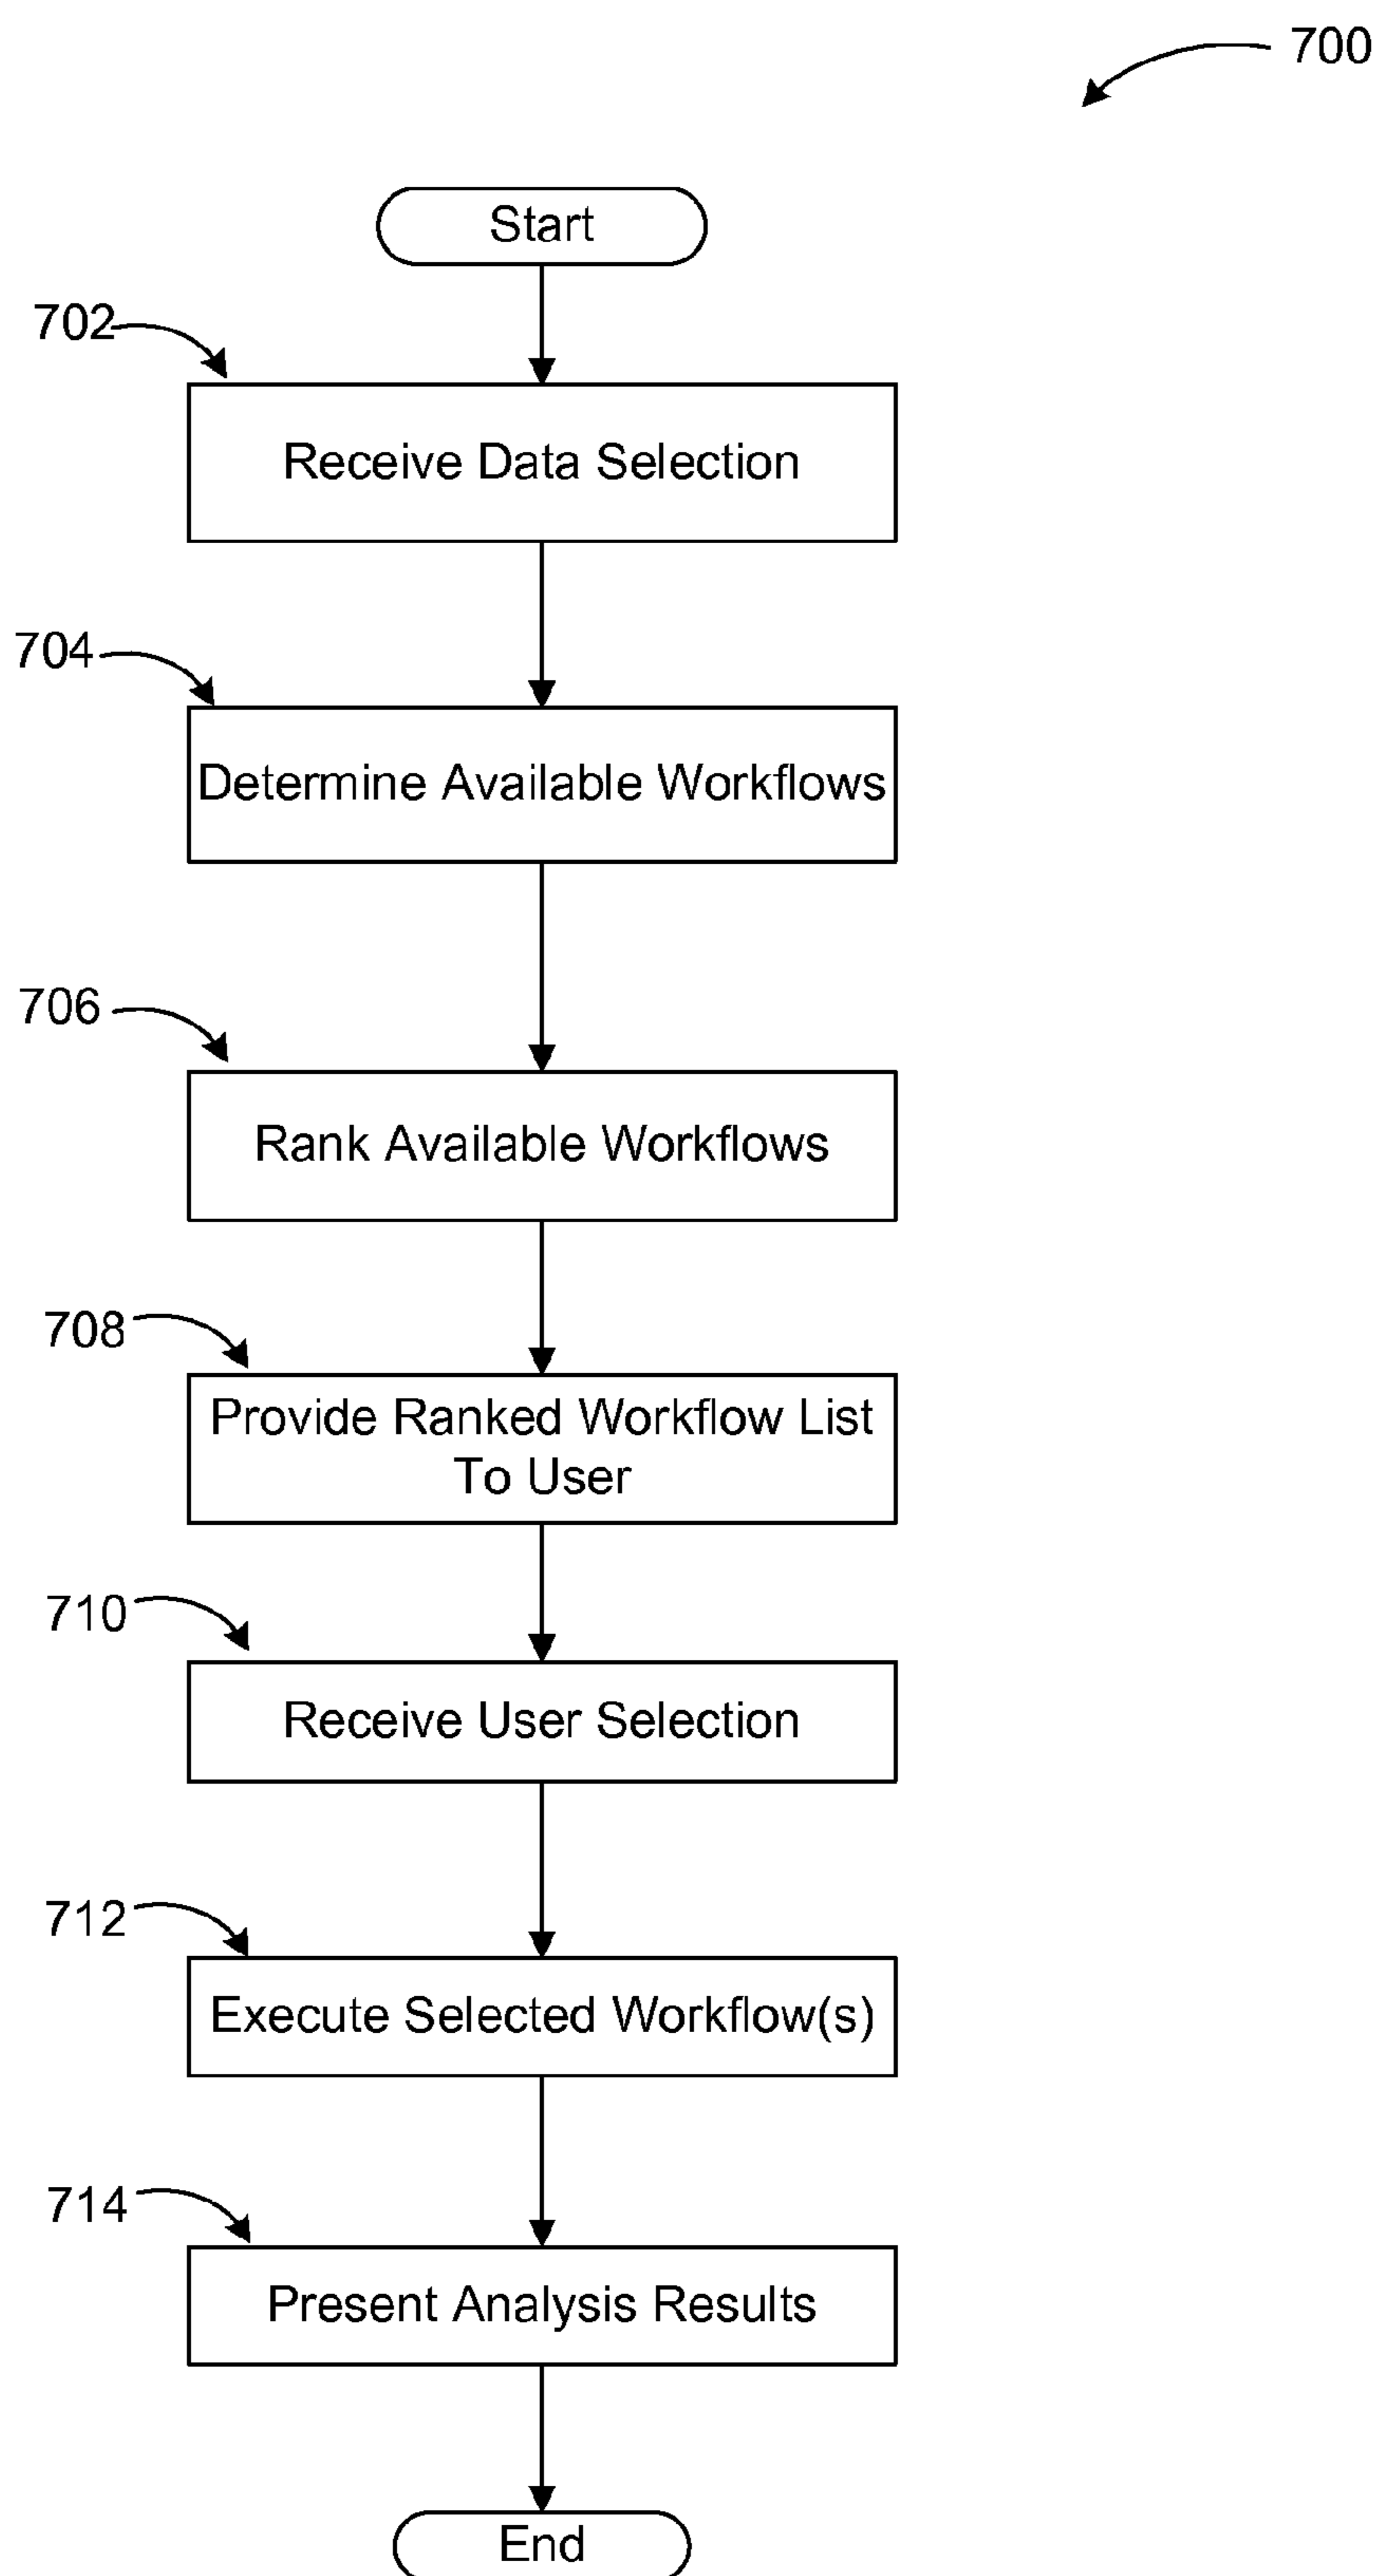 700
Start
702
Receive Data Selection
704
Determine Available Workflows
706
Rank Available Workflows
708
Provide Ranked Workflow List
To User
710
Receive User Selection
712
Execute Selected Workflow(s)
714
Present Analysis Results
End